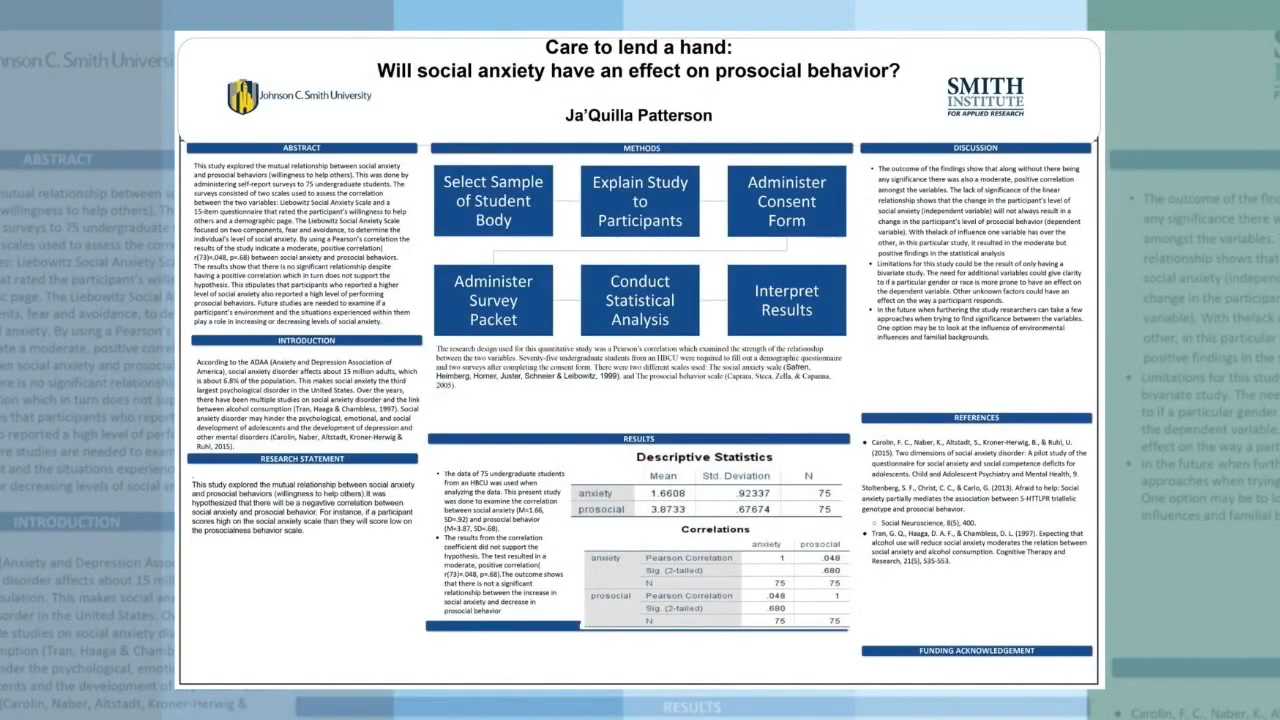 Care to lend a hand:
Will social anxiety have an effect on prosocial behavior?
Johnson C. Smith University
SMITH
INSTITUTE
FOR APPLIED RESEARCH
Ja'Quilla Patterson
ABSTRACT
This study explored the mutual relationship between social anxiety
and prosocial behaviors (willingness to help others). This was done by
administering self-report surveys to 75 undergraduate students. The
surveys consisted of two scales used to assess the correlation
between the two variables: Liebowitz Social Anxiety Scale and a
15-item questionnaire that rated the participant's willingness to help
others and a demographic page. The Liebowitz Social Anxiety Scale
focused on two components, fear and avoidance, to determine the
individual's level of social anxiety. By using a Pearson's correlation the
results of the study indicate a moderate, positive correlation(
r(73)=.048, p=.68) between social anxiety and prosocial behaviors.
The results show that there is no significant relationship despite
having a positive correlation which in turn does not support the
hypothesis. This stipulates that participants who reported a higher
level of social anxiety also reported a high level of performing
prosocial behaviors. Future studies are needed to examine if a
participant's environment and the situations experienced within them
play a role in increasing or decreasing levels of social anxiety.
INTRODUCTION
According to the ADAA (Anxiety and Depression Association of
America), social anxiety disorder affects about 15 million adults, which
is about 6.8% of the population. This makes social anxiety the third
largest psychological disorder in the United States. Over the years,
there have been multiple studies on social anxiety disorder and the link
between alcohol consumption (Tran, Haaga & Chambless, 1997). Social
anxiety disorder may hinder the psychological, emotional, and social
development of adolescents and the development of depression and
other mental disorders (Carolin, Naber, Altstadt, Kroner-Herwig &
Ruhl, 2015).
RESEARCH STATEMENT
This study explored the mutual relationship between social anxiety
and prosocial behaviors (willingness to help others).It was
hypothesized that there will be a negative correlation between
social anxiety and prosocial behavior. For instance, if a participant
scores high on the social anxiety scale than they will score low on
the prosocialness behavior scale.
METHODS
Select Sample
of Student
Body
Explain Study
to
Participants
Administer
Consent
Form
Administer
Survey
Packet
Conduct
Statistical
Analysis
Interpret
Results
The research design used for this quantitative study was a Pearson's correlation which examined the strength of the relationship
between the two variables. Seventy-five undergraduate students from an HBCU were required to fill out a demographic questionnaire
and two surveys after completing the consent form. There were two different scales used: The social anxiety scale (Safren,
Heimberg, Horner, Juster, Schneier & Liebowitz, 1999). and The prosocial behavior scale (Caprara, Steca, Zella, & Capanna,
2005).
RESULTS
• The data of 75 undergraduate students
from an HBCU was used when
analyzing the data. This present study
was done to examine the correlation
between social anxiety (M=1.66,
SD=.92) and prosocial behavior
(M=3.87, SD=.68).
• The results from the correlation
coefficient did not support the
hypothesis. The test resulted in a
moderate, positive correlation(
r(73)=.048, p=.68).The outcome shows
that there is not a significant
relationship between the increase in
social anxiety and decrease in
prosocial behavior
Descriptive Statistics
Mean Std. Deviation N
anxiety 1.6608 .92337 75
prosocial 3.8733 .67674 75
Correlations
anxiety prosocial
anxiety Pearson Correlation 1 .048
Sig. (2-tailed) .680
N 75 75
prosocial Pearson Correlation .048 1
Sig. (2-tailed) .680
N 75 75
DISCUSSION
• The outcome of the findings show that along without there being
any significance there was also a moderate, positive correlation
amongst the variables. The lack of significance of the linear
relationship shows that the change in the participant's level of
social anxiety (independent variable) will not always result in a
change in the participant's level of prosocial behavior (dependent
variable). With thelack of influence one variable has over the
other, in this particular study, it resulted in the moderate but
positive findings in the statistical analysis
• Limitations for this study could be the result of only having a
bivariate study. The need for additional variables could give clarity
to if a particular gender or race is more prone to have an effect on
the dependent variable. Other unknown factors could have an
effect on the way a participant responds.
• In the future when furthering the study researchers can take a few
approaches when trying to find significance between the variables.
One option may be to look at the influence of environmental
influences and familial backgrounds.
REFERENCES
• Carolin, F. C., Naber, K., Altstadt, S., Kroner-Herwig, B., & Ruhl, U.
(2015). Two dimensions of social anxiety disorder: A pilot study of the
questionnaire for social anxiety and social competence deficits for
adolescents. Child and Adolescent Psychiatry and Mental Health, 9.
Stoltenberg, S. F., Christ, C. C., & Carlo, G. (2013). Afraid to help: Social
anxiety partially mediates the association between 5-HTTLPR triallelic
genotype and prosocial behavior.
○ Social Neuroscience, 8(5), 400.
• Tran, G. Q., Haaga, D. A. F., & Chambless, D. L. (1997). Expecting that
alcohol use will reduce social anxiety moderates the relation between
social anxiety and alcohol consumption. Cognitive Therapy and
Research, 21(5), 535-553.
FUNDING ACKNOWLEDGEMENT